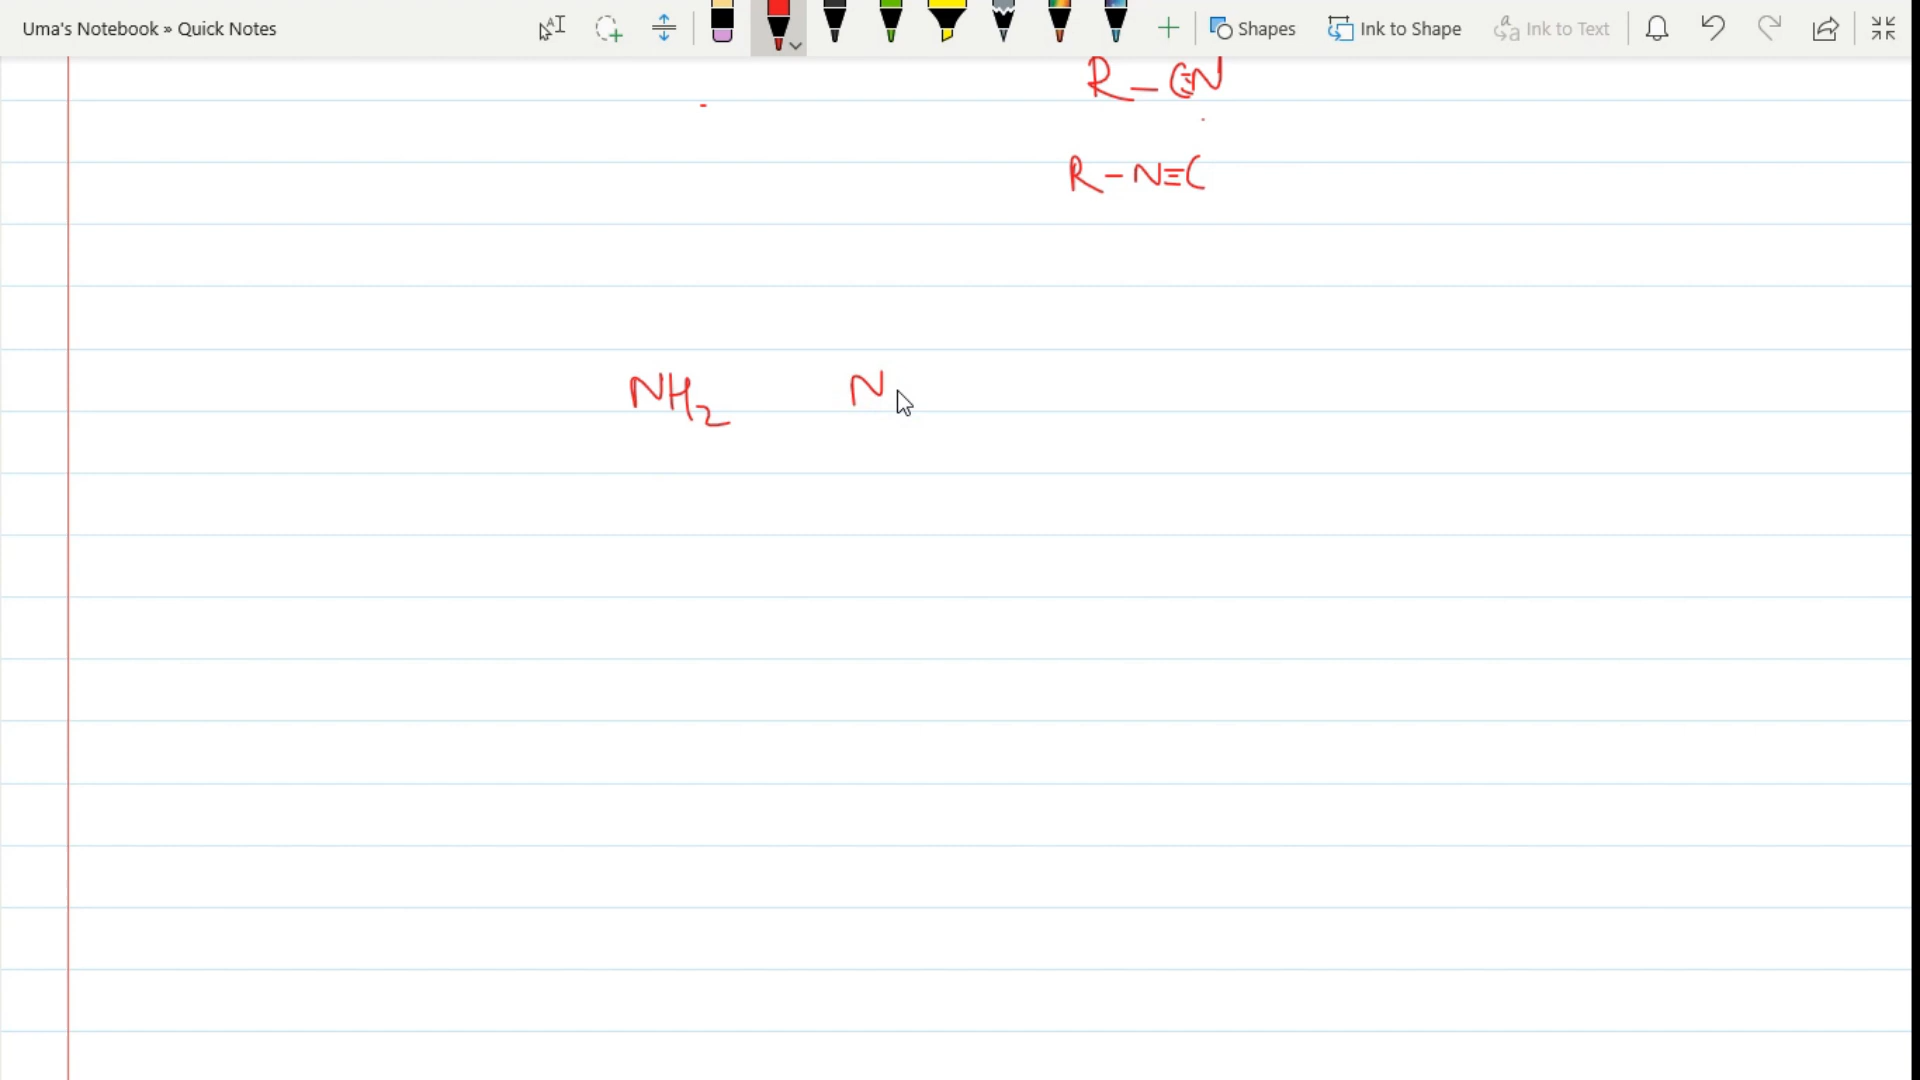 Uma's Notebook » Quick Notes Shapes Ink to Shape Ink to Text
R - C≡N
R - N≡C
NH₂ N